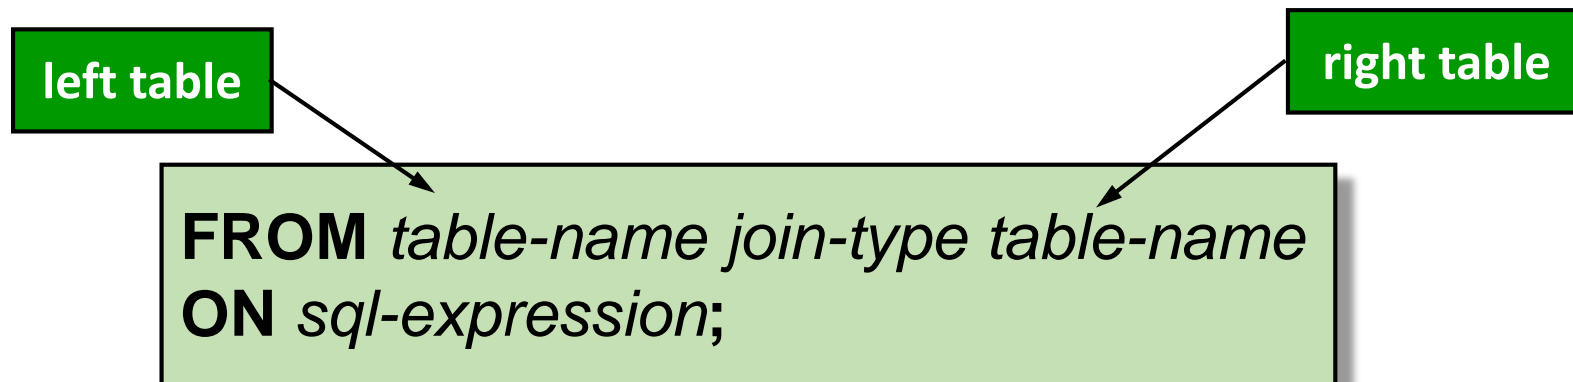 left table
right table
FROM table-name join-type table-name
ON sql-expression;